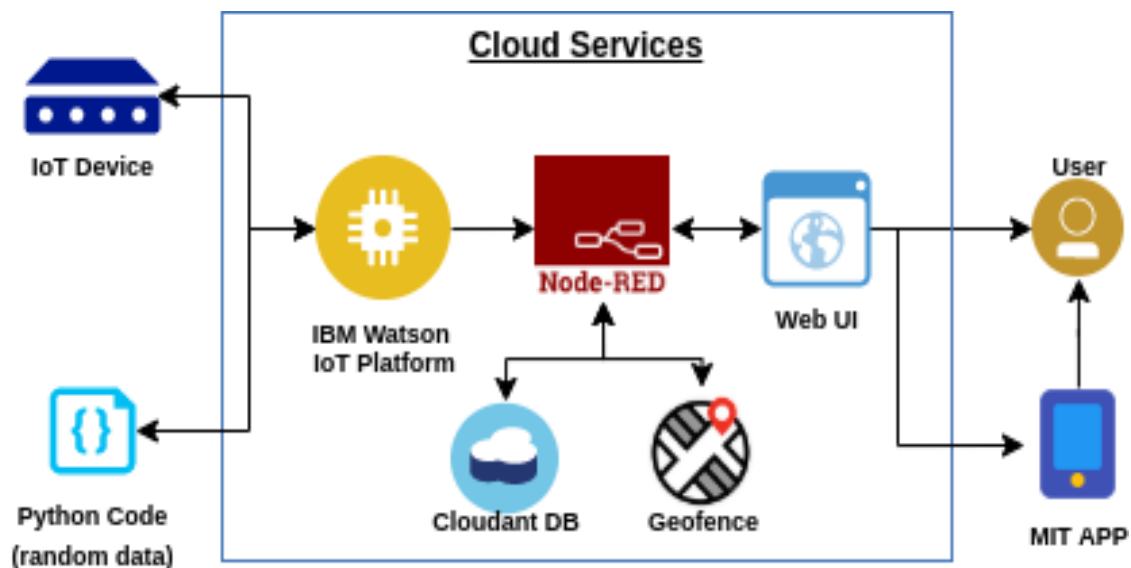 Cloud Services
IoT Device
User
Node-RED
Web UI
IBM Watson
IoT Platform
{}
Python Code
(random data)
Cloudant DB
Geofence
MIT APP